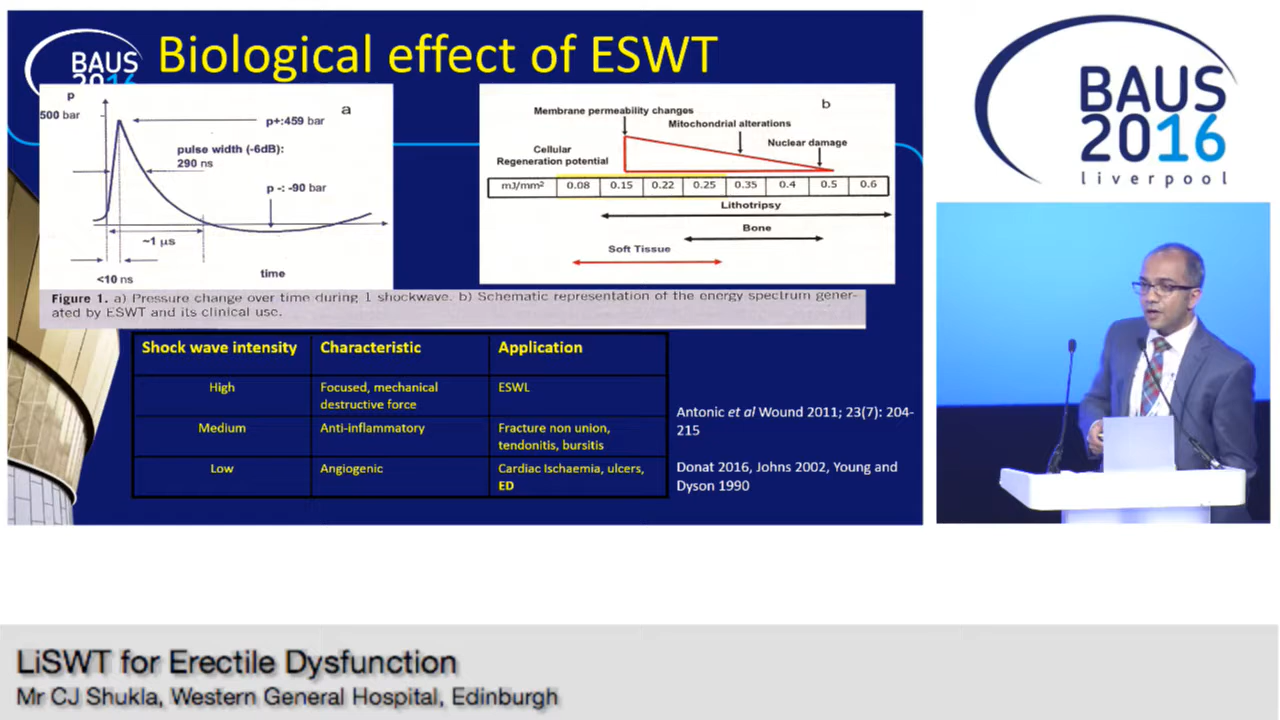 BAUS
2016
Biological effect of ESWT
p
500 bar
a
p+:459 bar
pulse width (-6dB):
290 ns
p -: -90 bar
~1 µs
<10 ns
time
b
Membrane permeability changes
Mitochondrial alterations
Nuclear damage
Cellular
Regeneration potential
mJ/mm² 0.08 0.15 0.22 0.25 0.35 0.4 0.5 0.6
Lithotripsy
Bone
Soft Tissue
Figure 1. a) Pressure change over time during 1 shockwave. b) Schematic representation of the energy spectrum gener-
ated by ESWT and its clinical use.
Shock wave intensity Characteristic Application
High Focused, mechanical destructive force ESWL
Medium Anti-inflammatory Fracture non union, tendonitis, bursitis
Low Angiogenic Cardiac Ischaemia, ulcers, ED
Antonic et al Wound 2011; 23(7): 204-
215
Donat 2016, Johns 2002, Young and
Dyson 1990
BAUS
2016
liverpool
LiSWT for Erectile Dysfunction
Mr CJ Shukla, Western General Hospital, Edinburgh